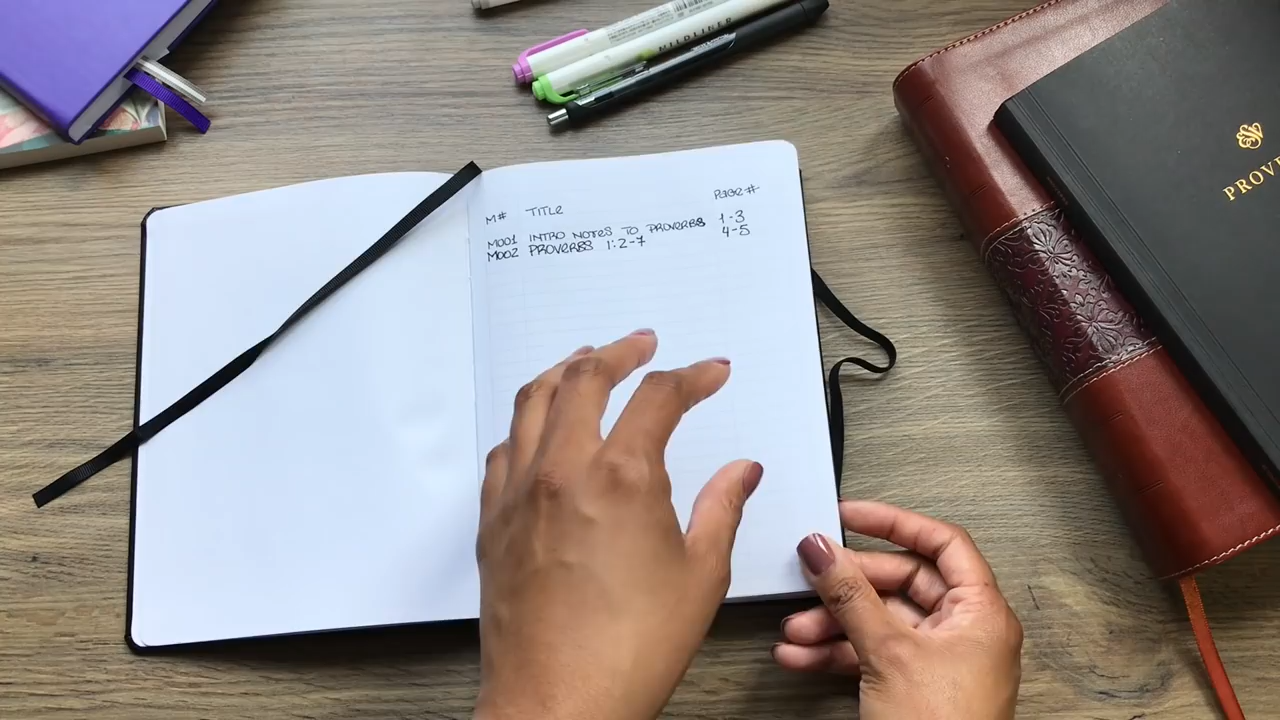 MILDLINER
PROVE
M# TITLE PAGE #
M001 INTRO NOTES TO PROVERBS 1-3
M002 PROVERBS 1:2-7 4-5